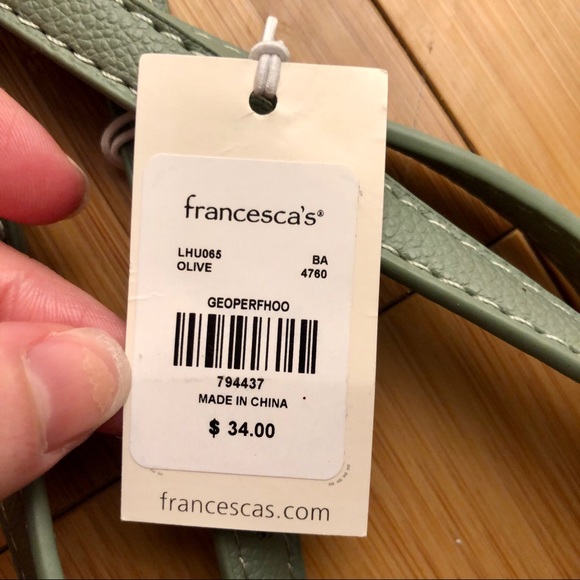 francesca's®
LHU065 BA
OLIVE 4760
GEOPERFHOO
794437
MADE IN CHINA
$ 34.00
francescas.com